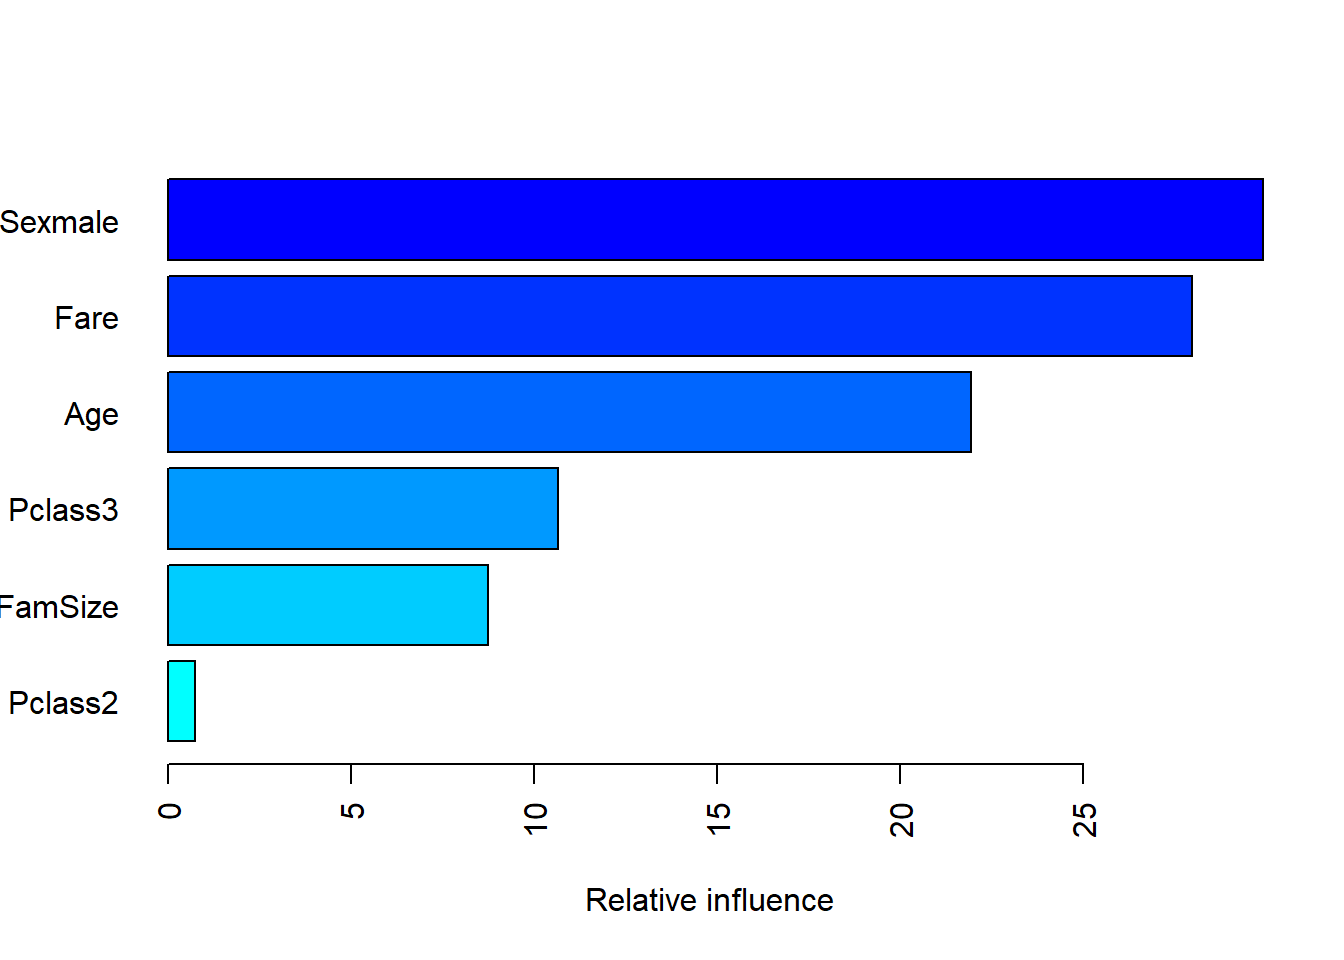 Sexmale
Fare
Age
Pclass3
FamSize
Pclass2
0 5 10 15 20 25
Relative influence